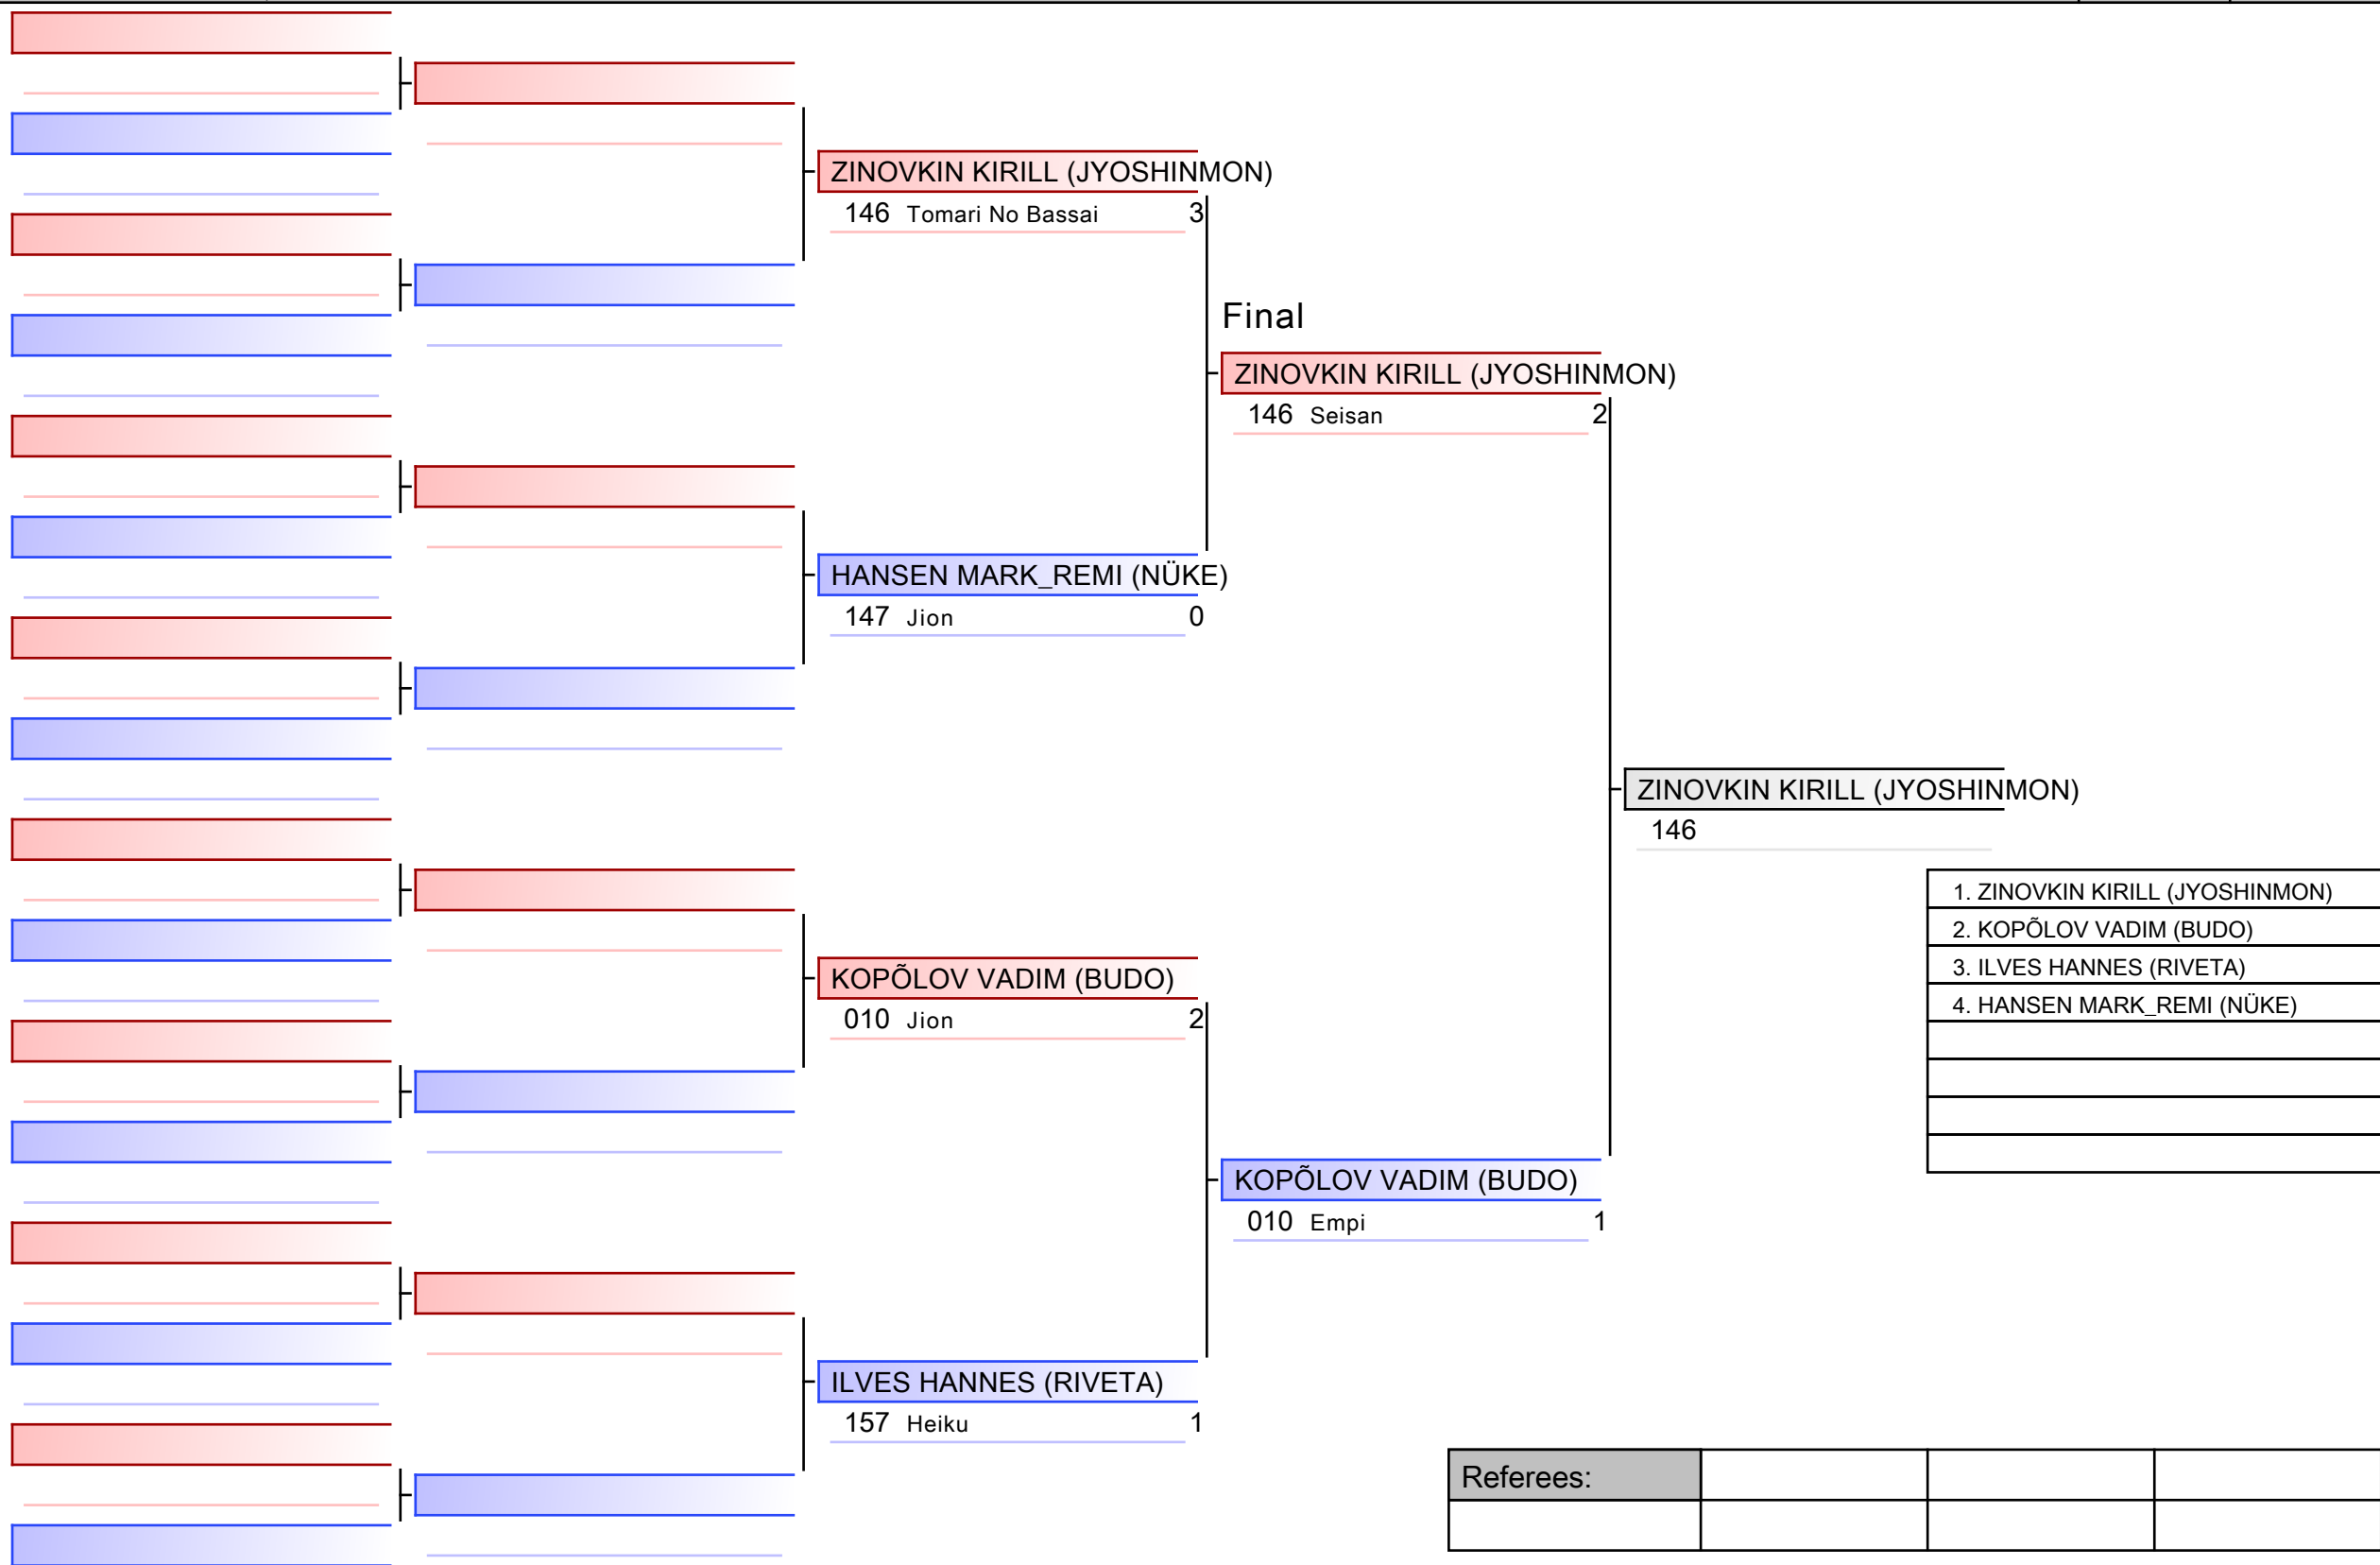 ZINOVKIN KIRILL (JYOSHINMON)
146 Tomari No Bassai 3
HANSEN MARK_REMI (NÜKE)
147 Jion 0
KOPÕLOV VADIM (BUDO)
010 Jion 2
ILVES HANNES (RIVETA)
157 Heiku 1
Final
ZINOVKIN KIRILL (JYOSHINMON)
146 Seisan 2
KOPÕLOV VADIM (BUDO)
010 Empi 1
ZINOVKIN KIRILL (JYOSHINMON)
146
1. ZINOVKIN KIRILL (JYOSHINMON)
2. KOPÕLOV VADIM (BUDO)
3. ILVES HANNES (RIVETA)
4. HANSEN MARK_REMI (NÜKE)
Referees: